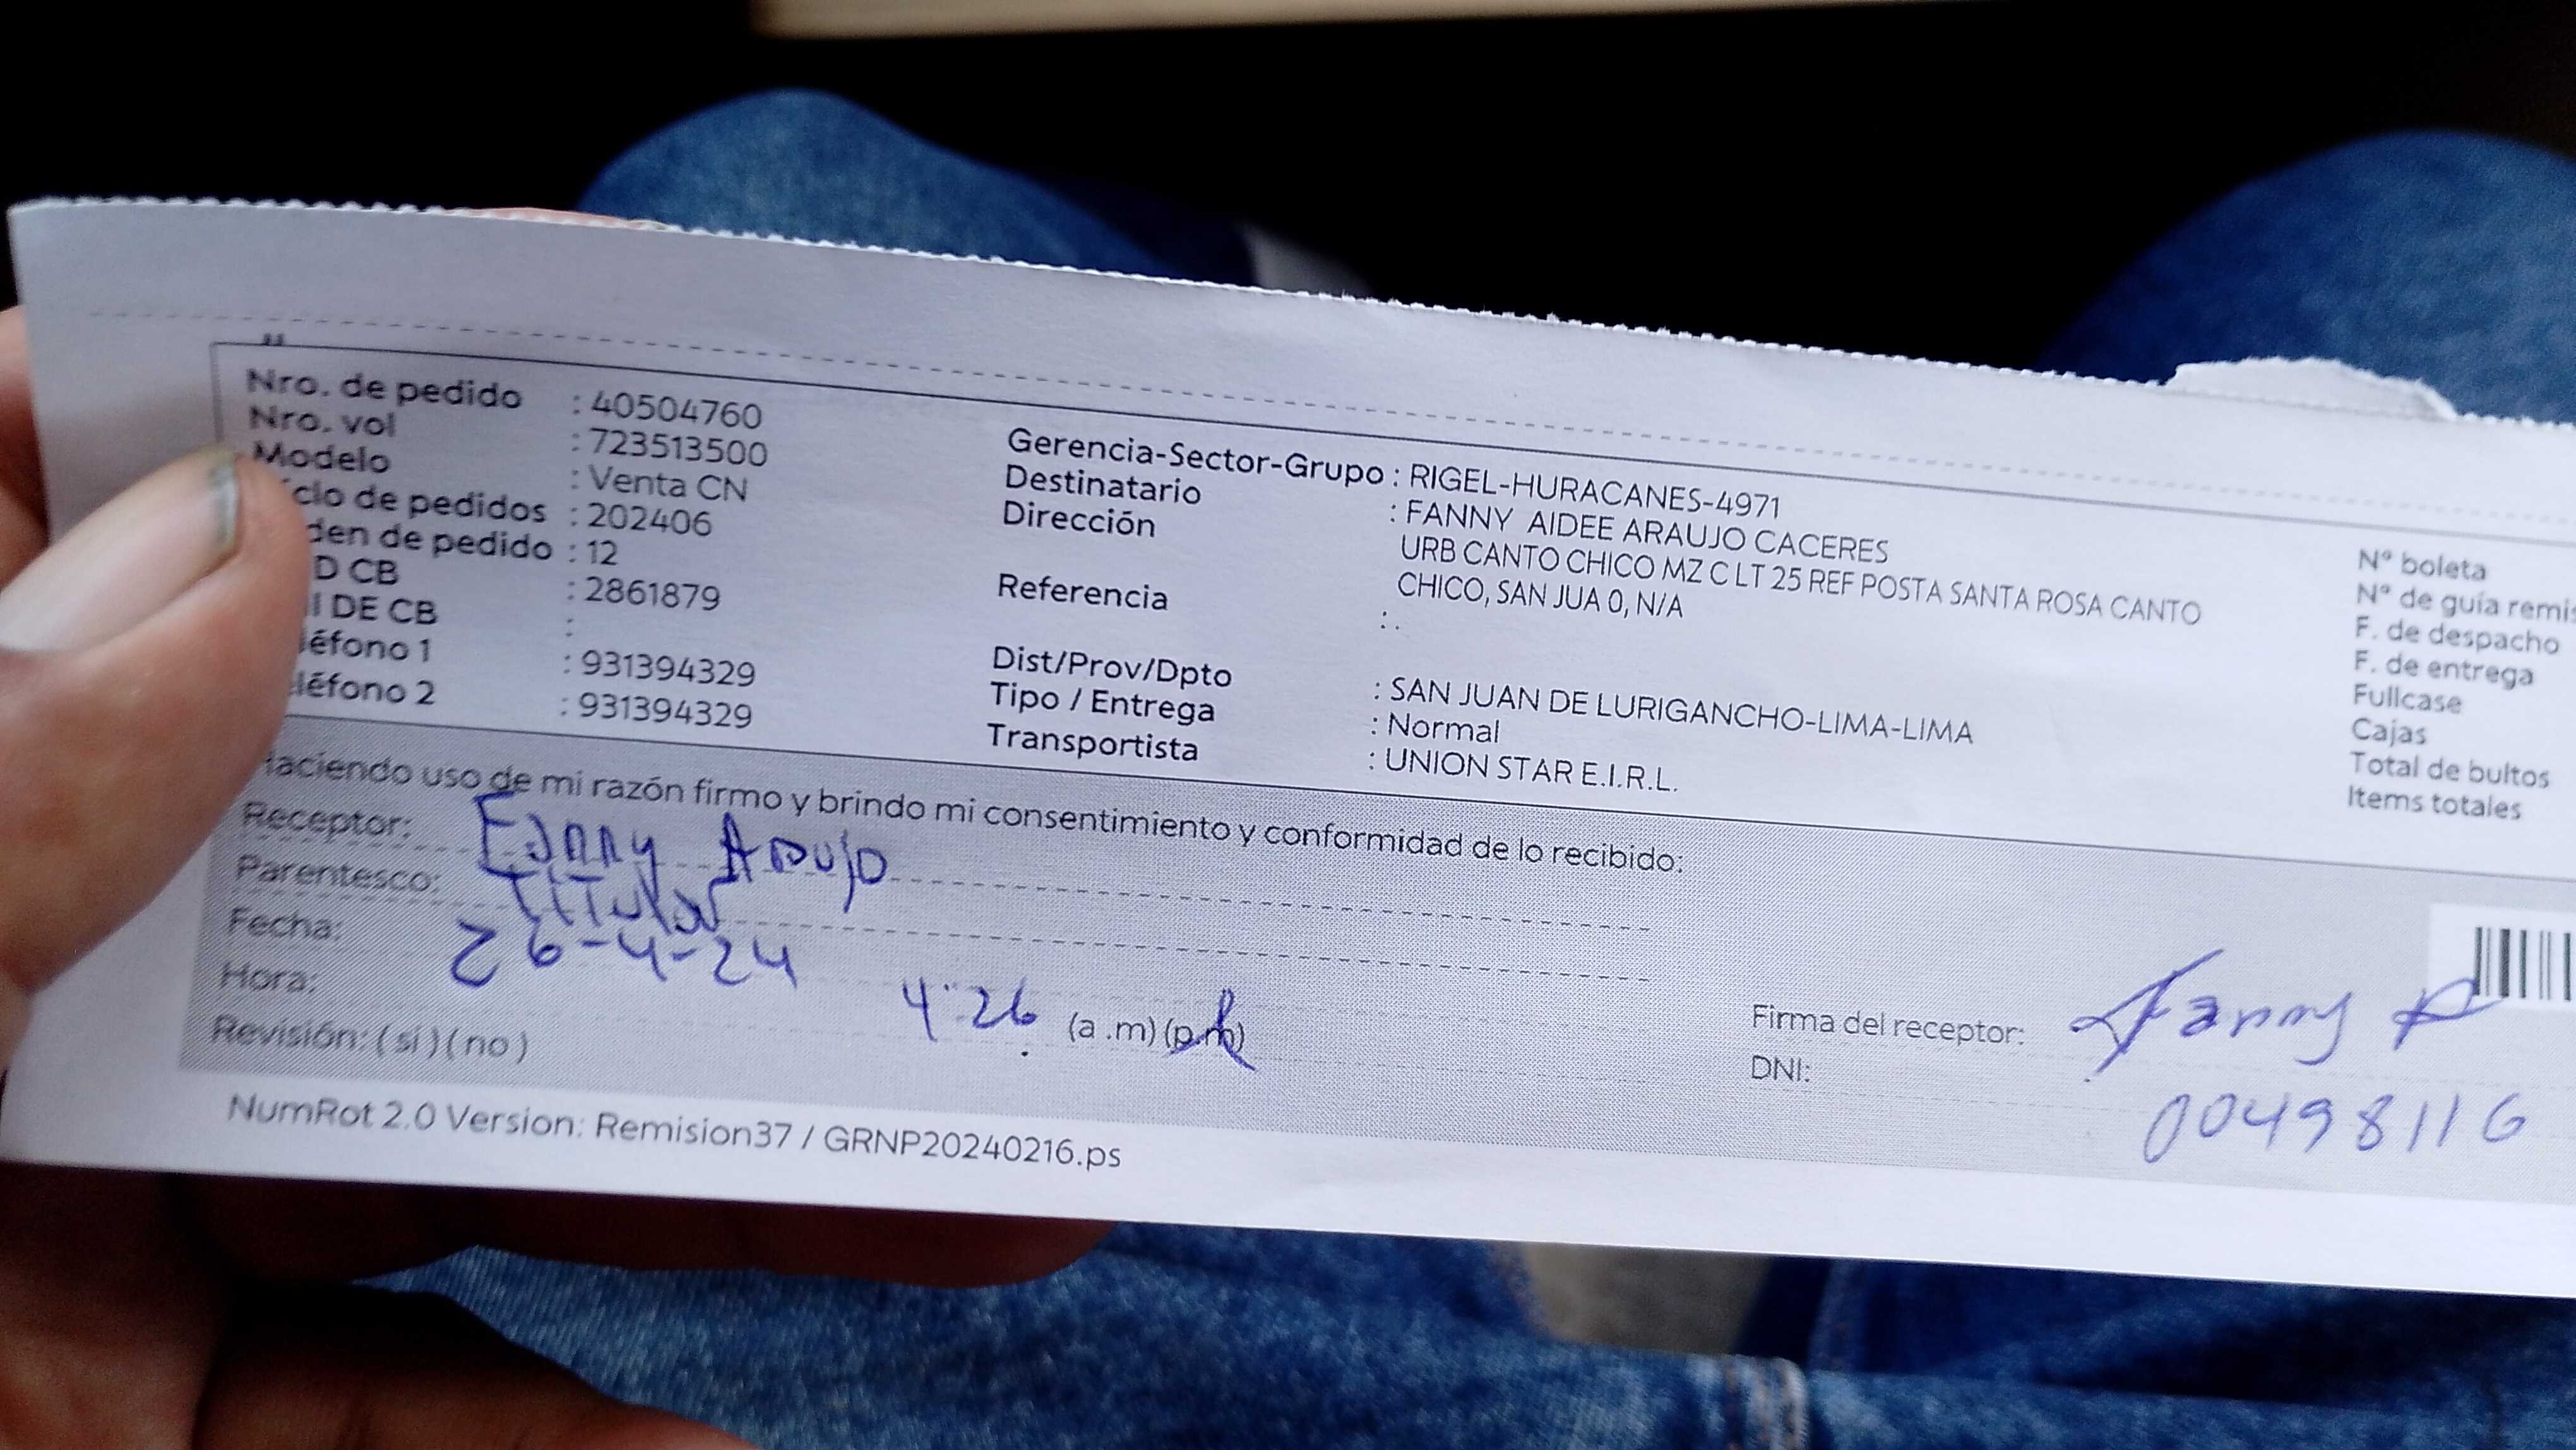 Nro. de pedido : 40504760
Nro. vol : 723513500
Modelo : Venta CN
clo de pedidos : 202406
den de pedido : 12
D CB : 2861879
I DE CB :
léfono 1 : 931394329
léfono 2 : 931394329
Gerencia-Sector-Grupo : RIGEL-HURACANES-4971
Destinatario : FANNY AIDEE ARAUJO CACERES
Dirección URB CANTO CHICO MZ C LT 25 REF POSTA SANTA ROSA CANTO
CHICO, SAN JUA 0, N/A
Referencia : .
Dist/Prov/Dpto : SAN JUAN DE LURIGANCHO-LIMA-LIMA
Tipo / Entrega : Normal
Transportista : UNION STAR E.I.R.L.
N° boleta
N° de guía remis
F. de despacho
F. de entrega
Fullcase
Cajas
Total de bultos
Items totales
Haciendo uso de mi razón firmo y brindo mi consentimiento y conformidad de lo recibido:
Receptor: Fanny Araujo
Parentesco: Titular
Fecha: 26-4-24
Hora: 4:26 (a .m) (p.m)
Revisión: ( si ) ( no )
Firma del receptor: Fanny A
DNI: 00498116
NumRot 2.0 Version: Remision37 / GRNP20240216.ps